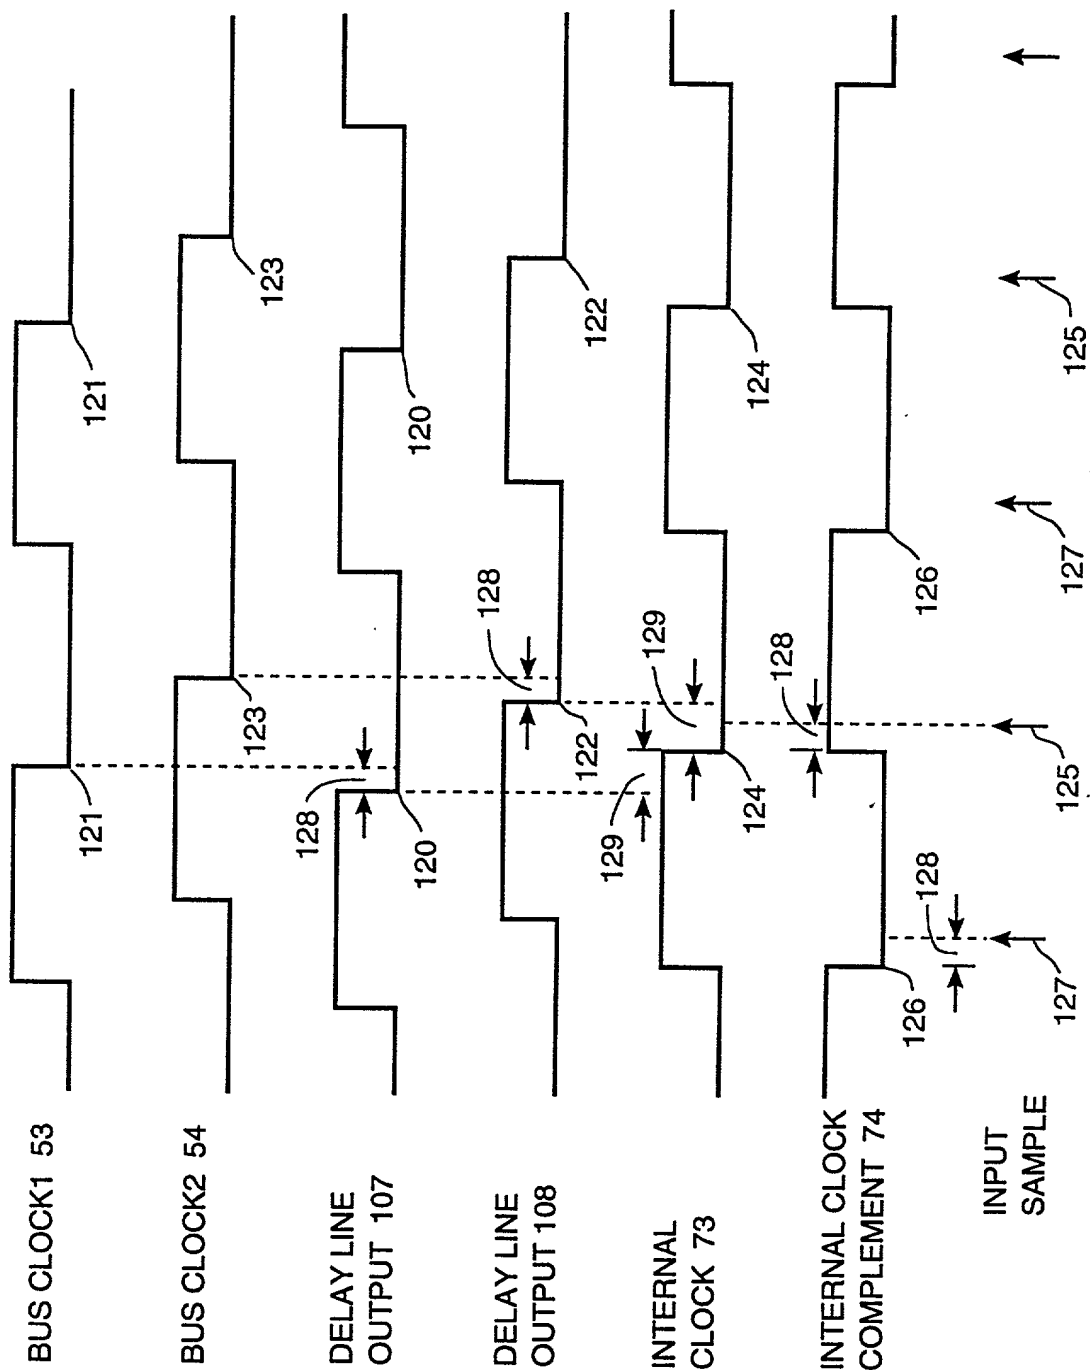 BUS CLOCK1 53
121
121
BUS CLOCK2 54
123
123
128
DELAY LINE
OUTPUT 107
120
120
128
DELAY LINE
OUTPUT 108
122
122
129
129
INTERNAL
CLOCK 73
124
124
128
INTERNAL CLOCK
COMPLEMENT 74
126
126
128
INPUT
SAMPLE
127
125
127
125